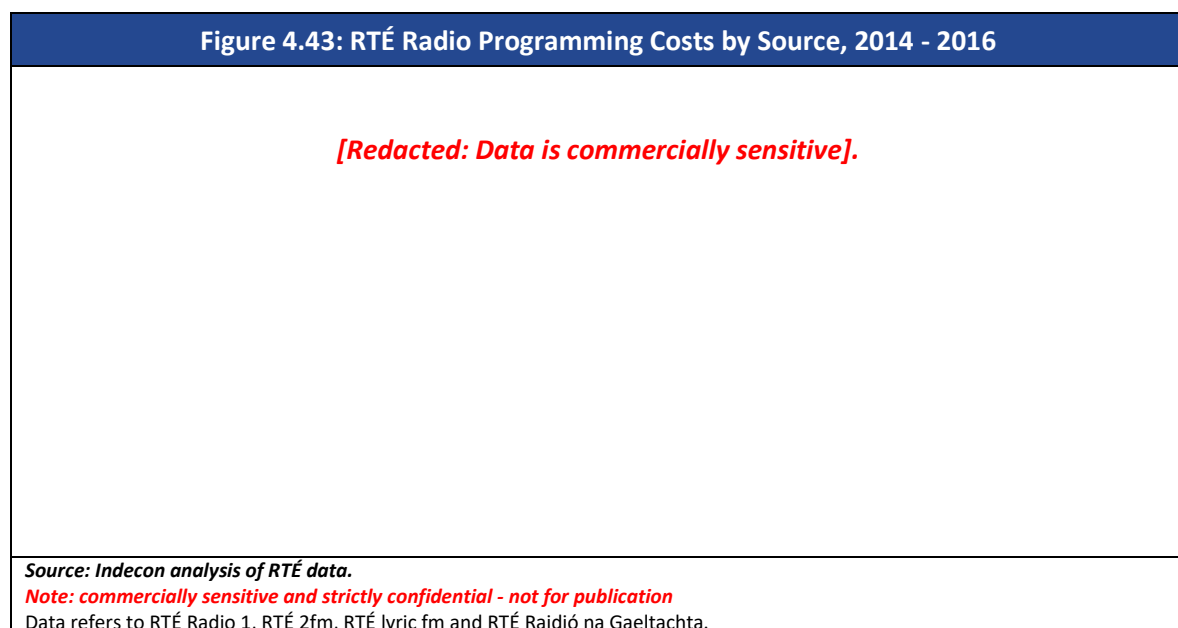 Figure 4.43: RTÉ Radio Programming Costs by Source, 2014 - 2016
[Redacted: Data is commercially sensitive].
Source: Indecon analysis of RTÉ data.
Note: commercially sensitive and strictly confidential - not for publication
Data refers to RTÉ Radio 1, RTÉ 2fm, RTÉ lyric fm and RTÉ Raidió na Gaeltachta.